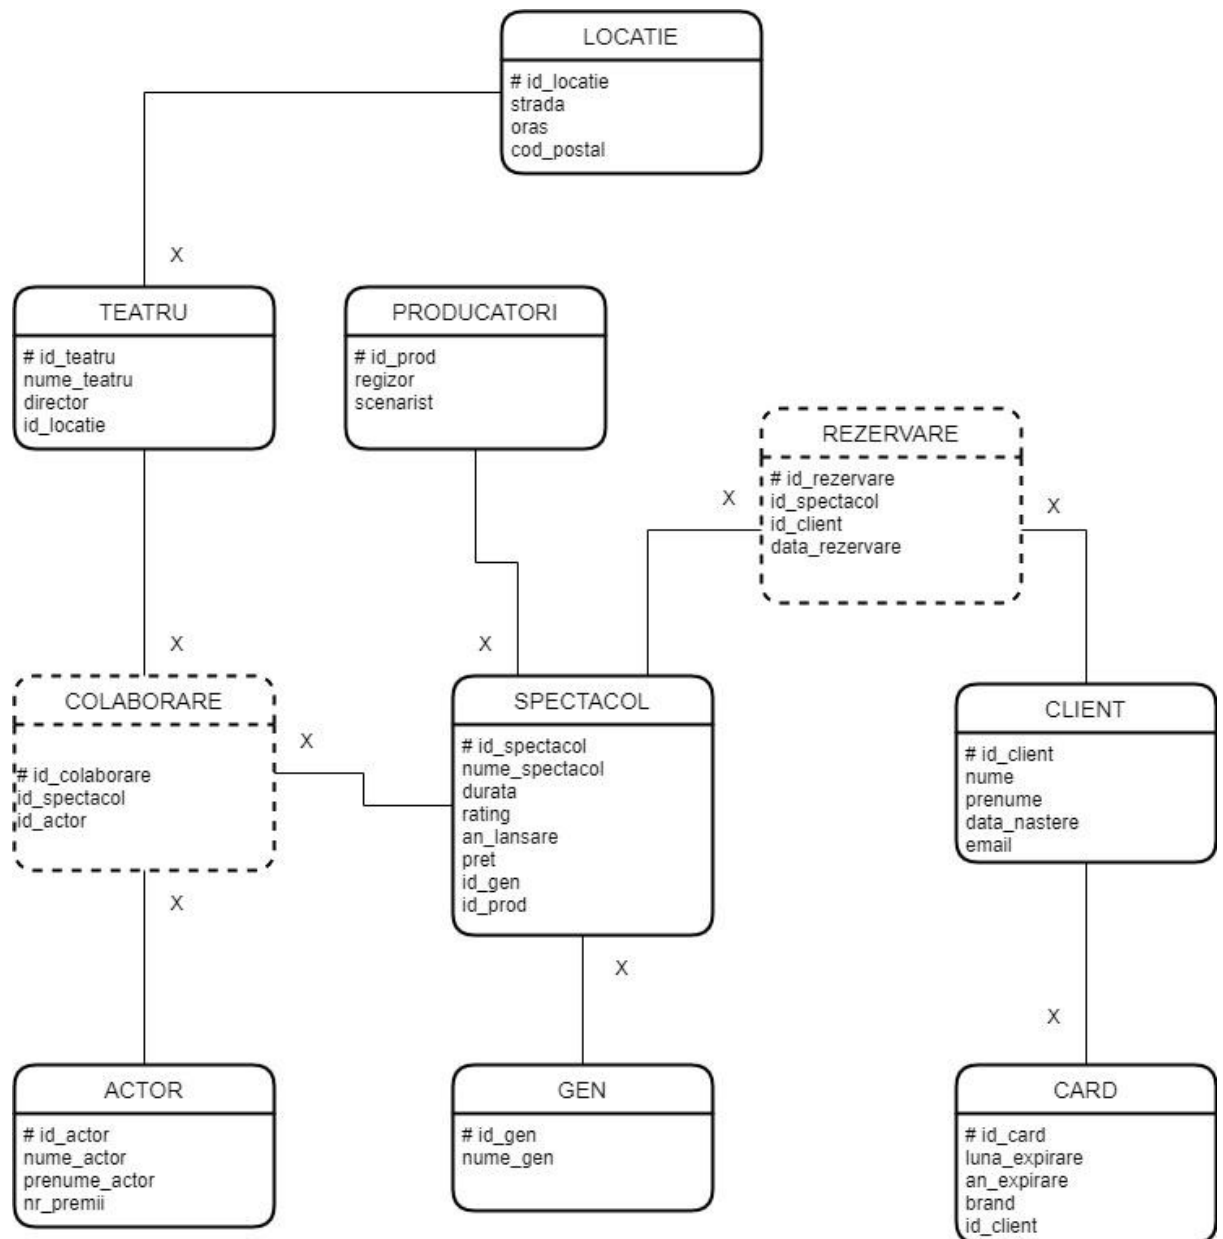 LOCATIE
# id_locatie
strada
oras
cod_postal
X
TEATRU
# id_teatru
nume_teatru
director
id_locatie
PRODUCATORI
# id_prod
regizor
scenarist
REZERVARE
# id_rezervare
id_spectacol
id_client
data_rezervare
X
X
X
X
COLABORARE
# id_colaborare
id_spectacol
id_actor
X
SPECTACOL
# id_spectacol
nume_spectacol
durata
rating
an_lansare
pret
id_gen
id_prod
CLIENT
# id_client
nume
prenume
data_nastere
email
X
X
X
ACTOR
# id_actor
nume_actor
prenume_actor
nr_premii
GEN
# id_gen
nume_gen
CARD
# id_card
luna_expirare
an_expirare
brand
id_client